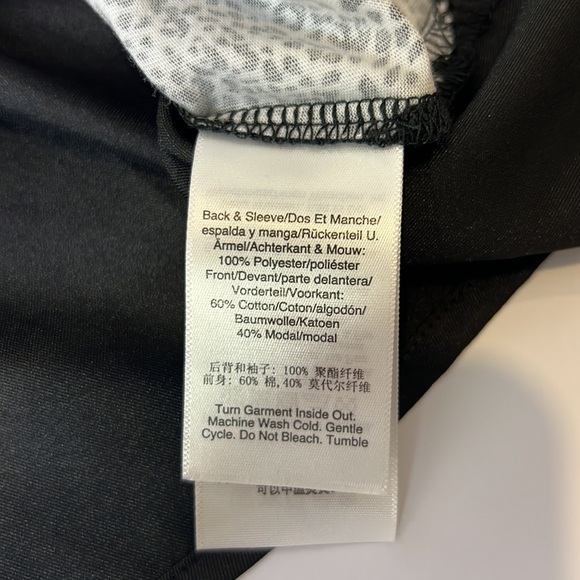 Back & Sleeve/Dos Et Manche/
espalda y manga/Rückenteil U.
Ärmel/Achterkant & Mouw:
100% Polyester/poliéster
Front/Devant/parte delantera/
Vorderteil/Voorkant:
60% Cotton/Coton/algodón/
Baumwolle/Katoen
40% Modal/modal
后背和袖子: 100% 聚酯纤维
前身: 60% 棉,40% 莫代尔纤维
Turn Garment Inside Out.
Machine Wash Cold. Gentle
Cycle. Do Not Bleach. Tumble